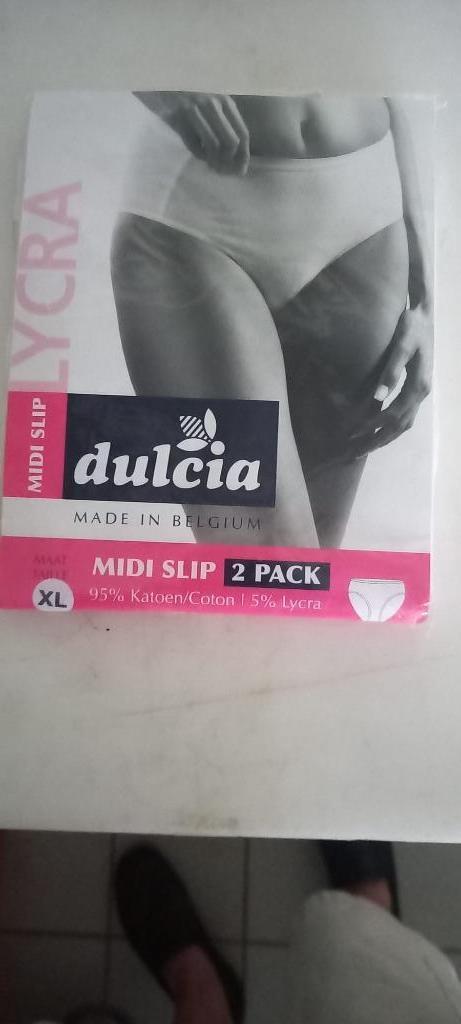 LYCRA
MIDI SLIP
dulcia
MADE IN BELGIUM
MAAT
TAILLE
XL
MIDI SLIP 2 PACK
95% Katoen/Coton | 5% Lycra